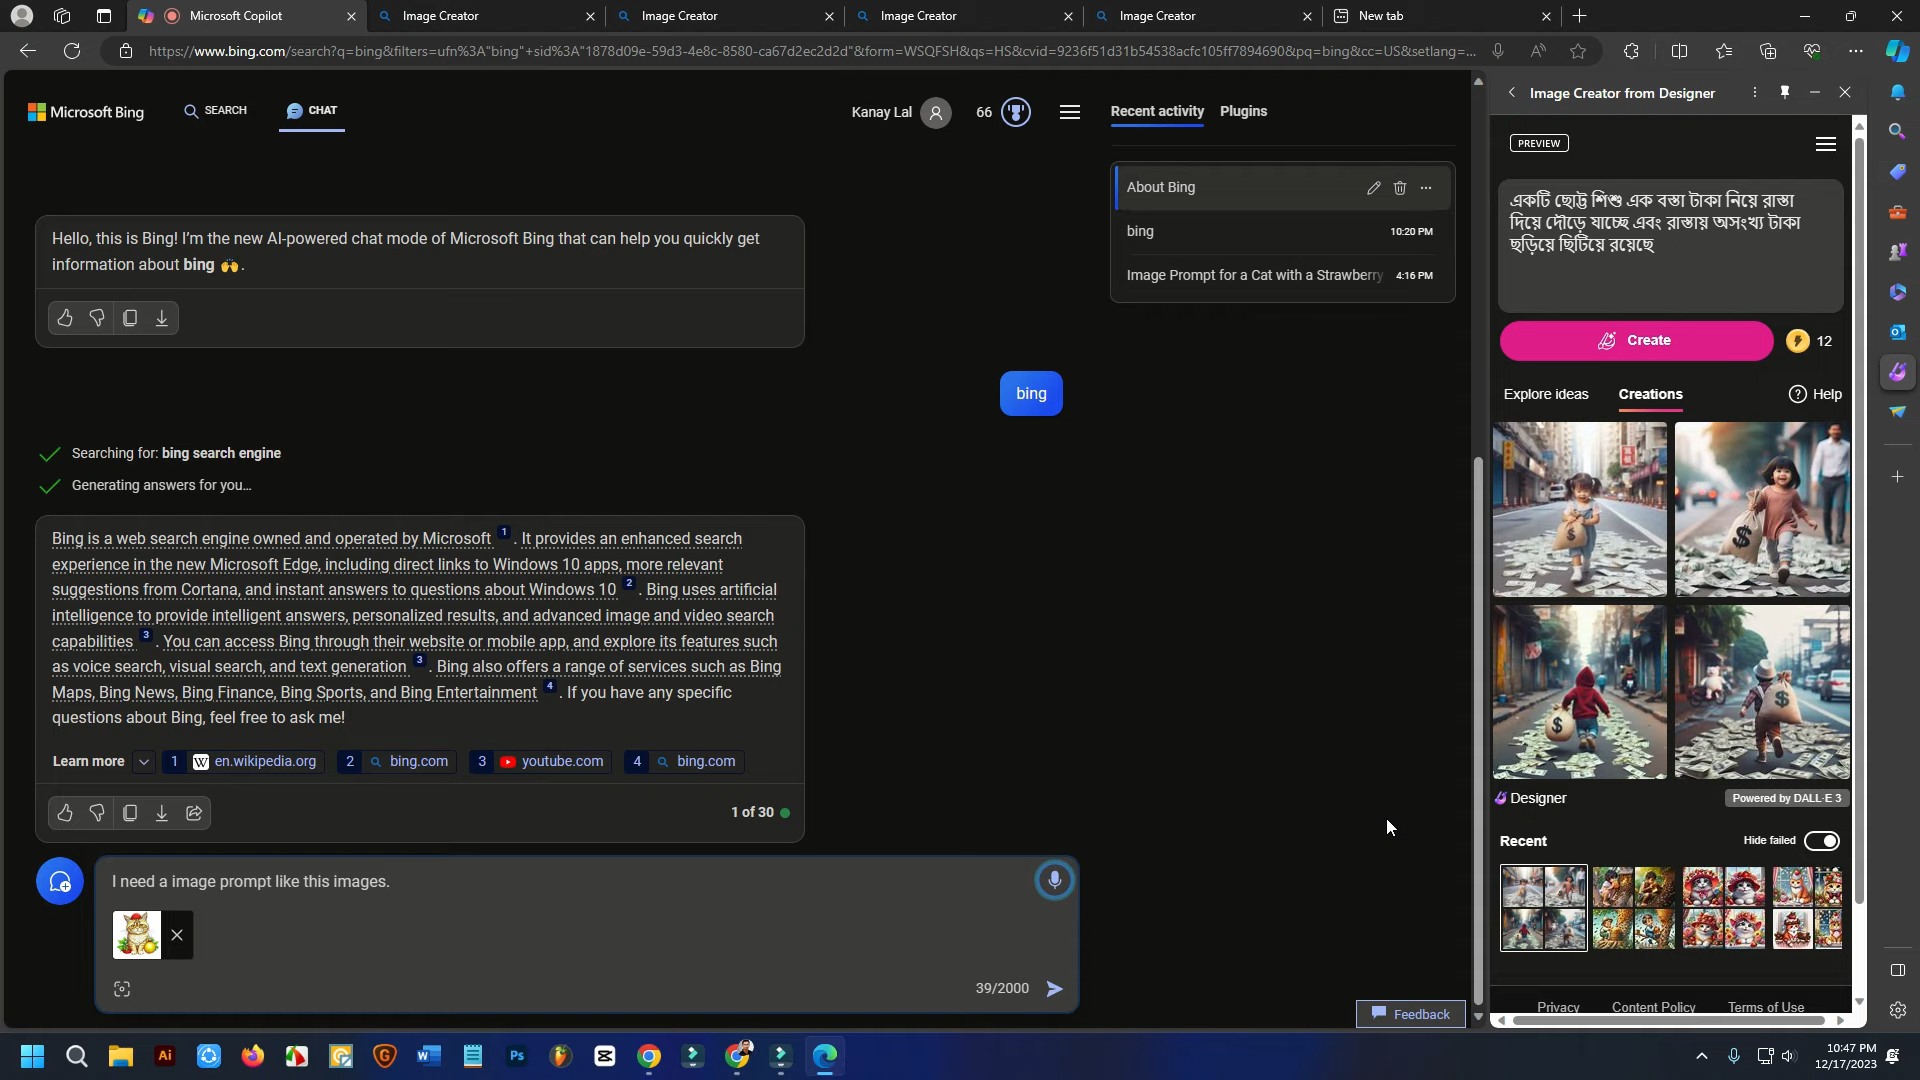 Microsoft Copilot
Image Creator
Image Creator
Image Creator
Image Creator
New tab
https://www.bing.com/search?q=bing&filters=ufn%3A"bing"+sid%3A"1878d09e-59d3-4e8c-8580-ca67d2ec2d2d"&form=WSQFSH&qs=HS&cvid=9236f51d31b54538acfc105ff7894690&pq=bing&cc=US&setlang=...
Microsoft Bing
SEARCH
CHAT
Kanay Lal
66
Hello, this is Bing! I'm the new AI-powered chat mode of Microsoft Bing that can help you quickly get
information about bing 🙌.
bing
Searching for: bing search engine
Generating answers for you...
Bing is a web search engine owned and operated by Microsoft 1 . It provides an enhanced search
experience in the new Microsoft Edge, including direct links to Windows 10 apps, more relevant
suggestions from Cortana, and instant answers to questions about Windows 10 2 . Bing uses artificial
intelligence to provide intelligent answers, personalized results, and advanced image and video search
capabilities 3 . You can access Bing through their website or mobile app, and explore its features such
as voice search, visual search, and text generation 3 . Bing also offers a range of services such as Bing
Maps, Bing News, Bing Finance, Bing Sports, and Bing Entertainment 4 . If you have any specific
questions about Bing, feel free to ask me!
Learn more
1 W en.wikipedia.org
2 bing.com
3 youtube.com
4 bing.com
1 of 30
I need a image prompt like this images.
39/2000
Recent activity
Plugins
About Bing
bing
10:20 PM
Image Prompt for a Cat with a Strawberry
4:16 PM
Feedback
Image Creator from Designer
PREVIEW
একটি ছোট্ট শিশু এক বস্তা টাকা নিয়ে রাস্তা
দিয়ে দৌড়ে যাচ্ছে এবং রাস্তায় অসংখ্য টাকা
ছড়িয়ে ছিটিয়ে রয়েছে
Create
12
Explore ideas
Creations
Help
$
$
$
Designer
Powered by DALL·E 3
Recent
Hide failed
Privacy
Content Policy
Terms of Use
Ai
G
W
Ps
10:47 PM
12/17/2023